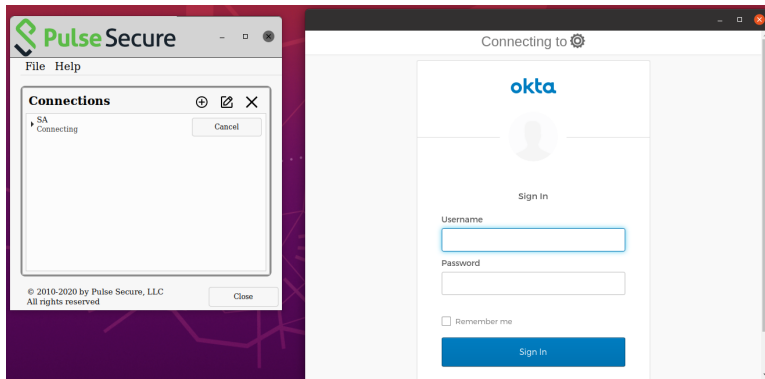 Pulse Secure
File Help
Connections
SA
Connecting
Cancel
© 2010-2020 by Pulse Secure, LLC
All rights reserved
Close
Connecting to
okta
Sign In
Username
Password
Remember me
Sign In